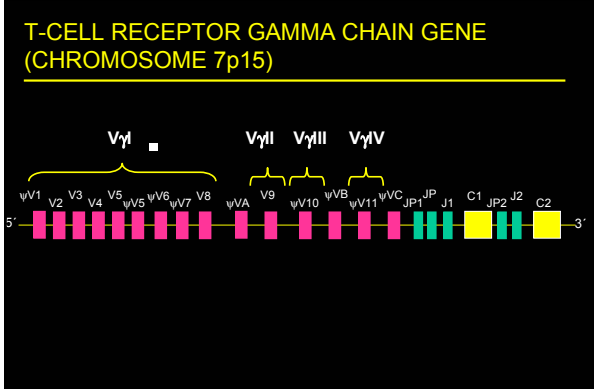 T-CELL RECEPTOR GAMMA CHAIN GENE
(CHROMOSOME 7p15)
VγI VγII VγIII VγIV
ψV1 V2 V3 V4 V5 ψV5 ψV6 ψV7 V8 ψVA V9 ψV10 ψVB ψV11 ψVC JP1 JP J1 C1 JP2 J2 C2
5´ 3´